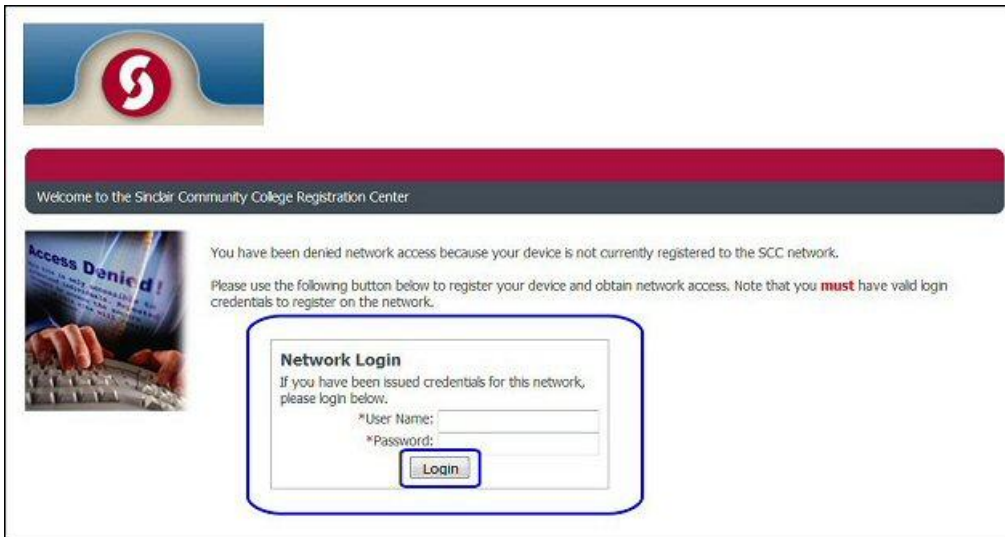 Welcome to the Sinclair Community College Registration Center
Access Denied!
You have been denied network access because your device is not currently registered to the SCC network.
Please use the following button below to register your device and obtain network access. Note that you must have valid login
credentials to register on the network.
Network Login
If you have been issued credentials for this network,
please login below.
*User Name:
*Password:
Login